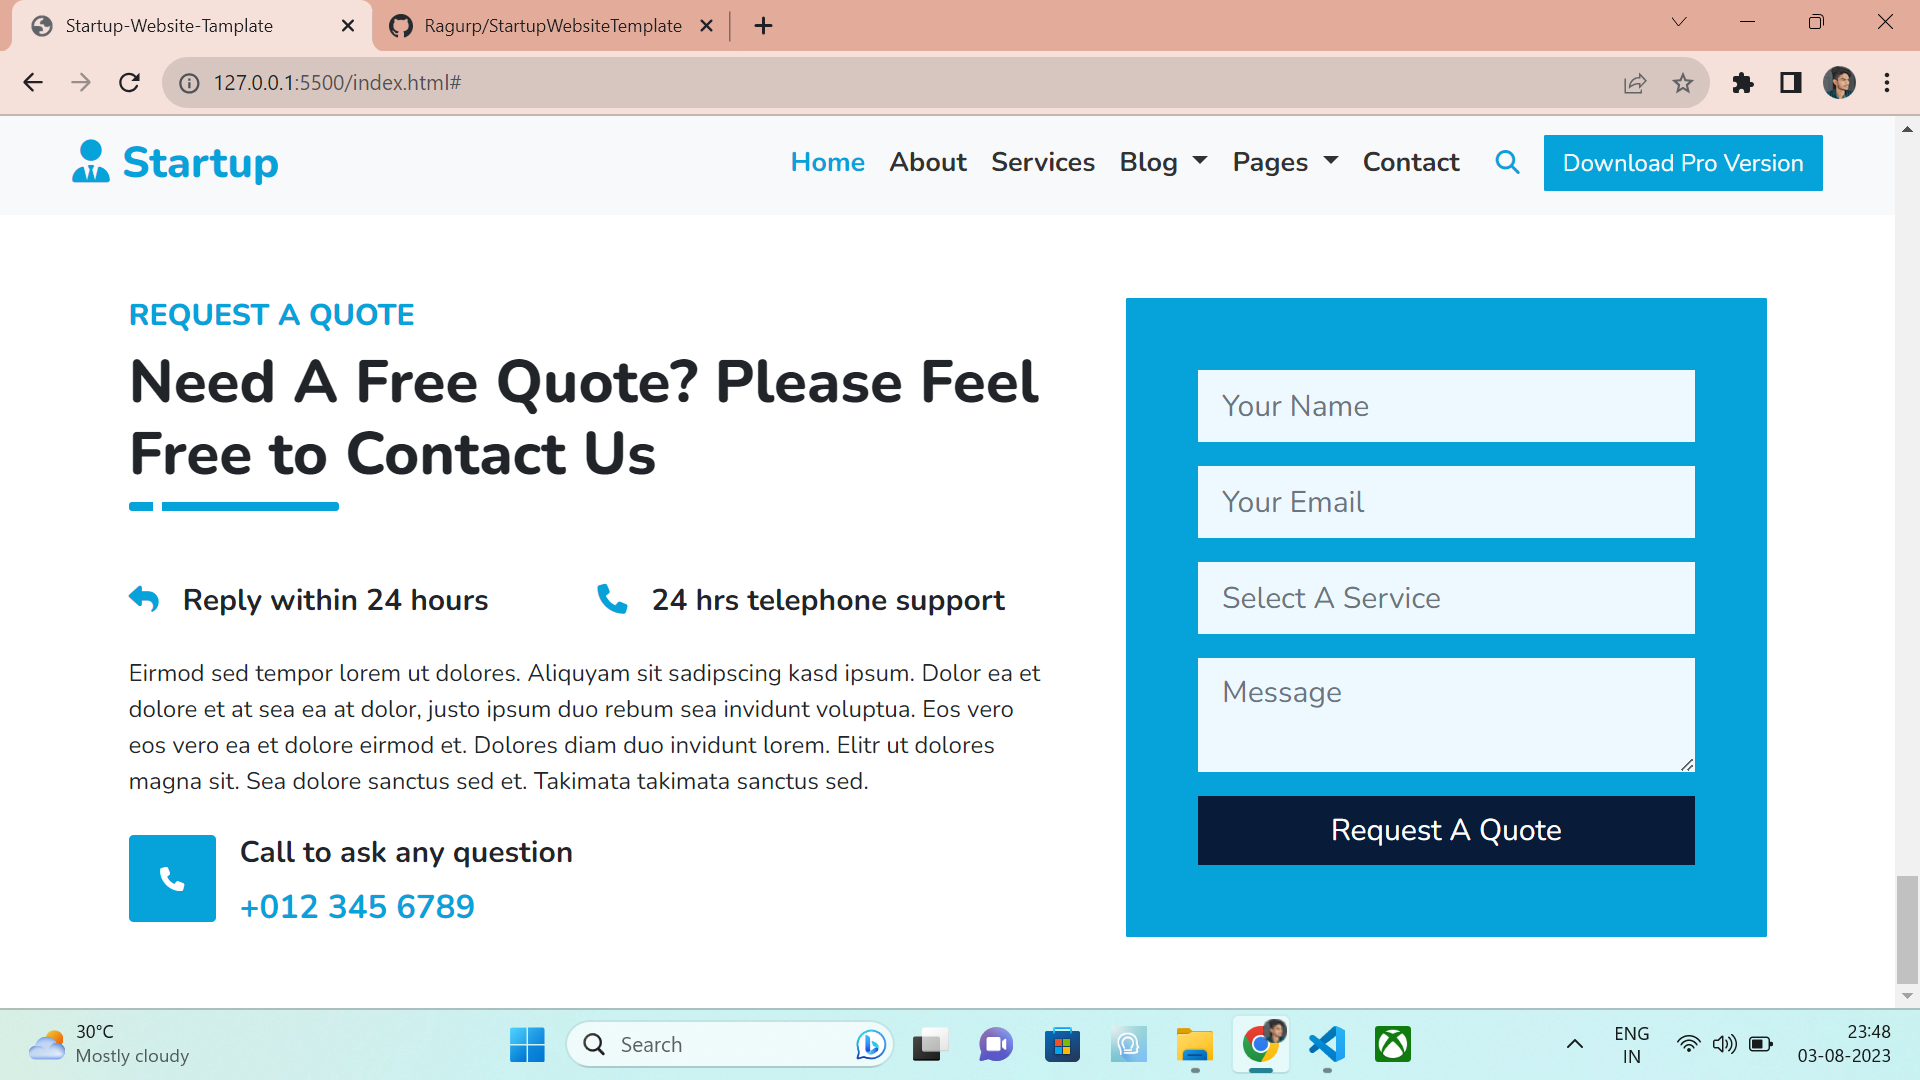 Startup-Website-Tamplate
Ragurp/StartupWebsiteTemplate
127.0.0.1:5500/index.html#
Startup
Home About Services Blog Pages Contact Download Pro Version
REQUEST A QUOTE
Need A Free Quote? Please Feel
Free to Contact Us
Reply within 24 hours
24 hrs telephone support
Eirmod sed tempor lorem ut dolores. Aliquyam sit sadipscing kasd ipsum. Dolor ea et
dolore et at sea ea at dolor, justo ipsum duo rebum sea invidunt voluptua. Eos vero
eos vero ea et dolore eirmod et. Dolores diam duo invidunt lorem. Elitr ut dolores
magna sit. Sea dolore sanctus sed et. Takimata takimata sanctus sed.
Call to ask any question
+012 345 6789
Your Name
Your Email
Select A Service
Message
Request A Quote
30°C
Mostly cloudy
Search
ENG
IN
23:48
03-08-2023